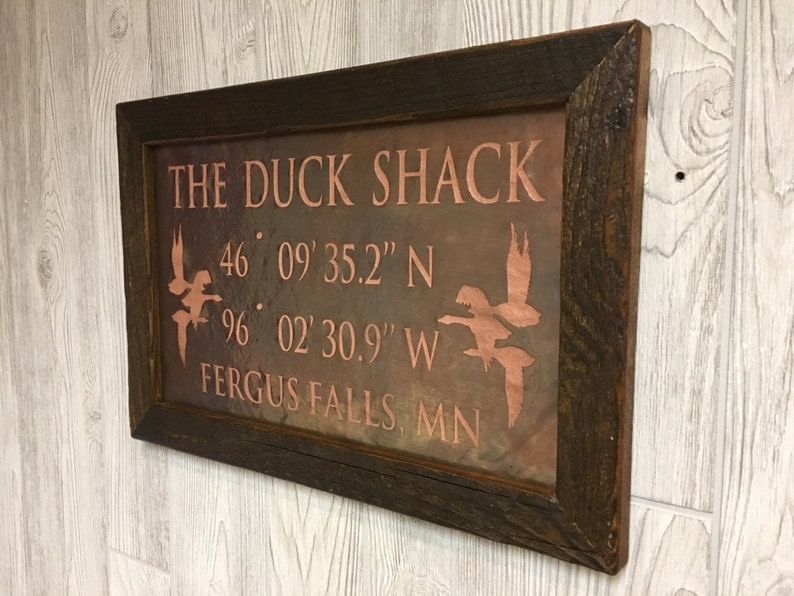 THE DUCK SHACK
46° 09' 35.2" N
96° 02' 30.9" W
FERGUS FALLS, MN